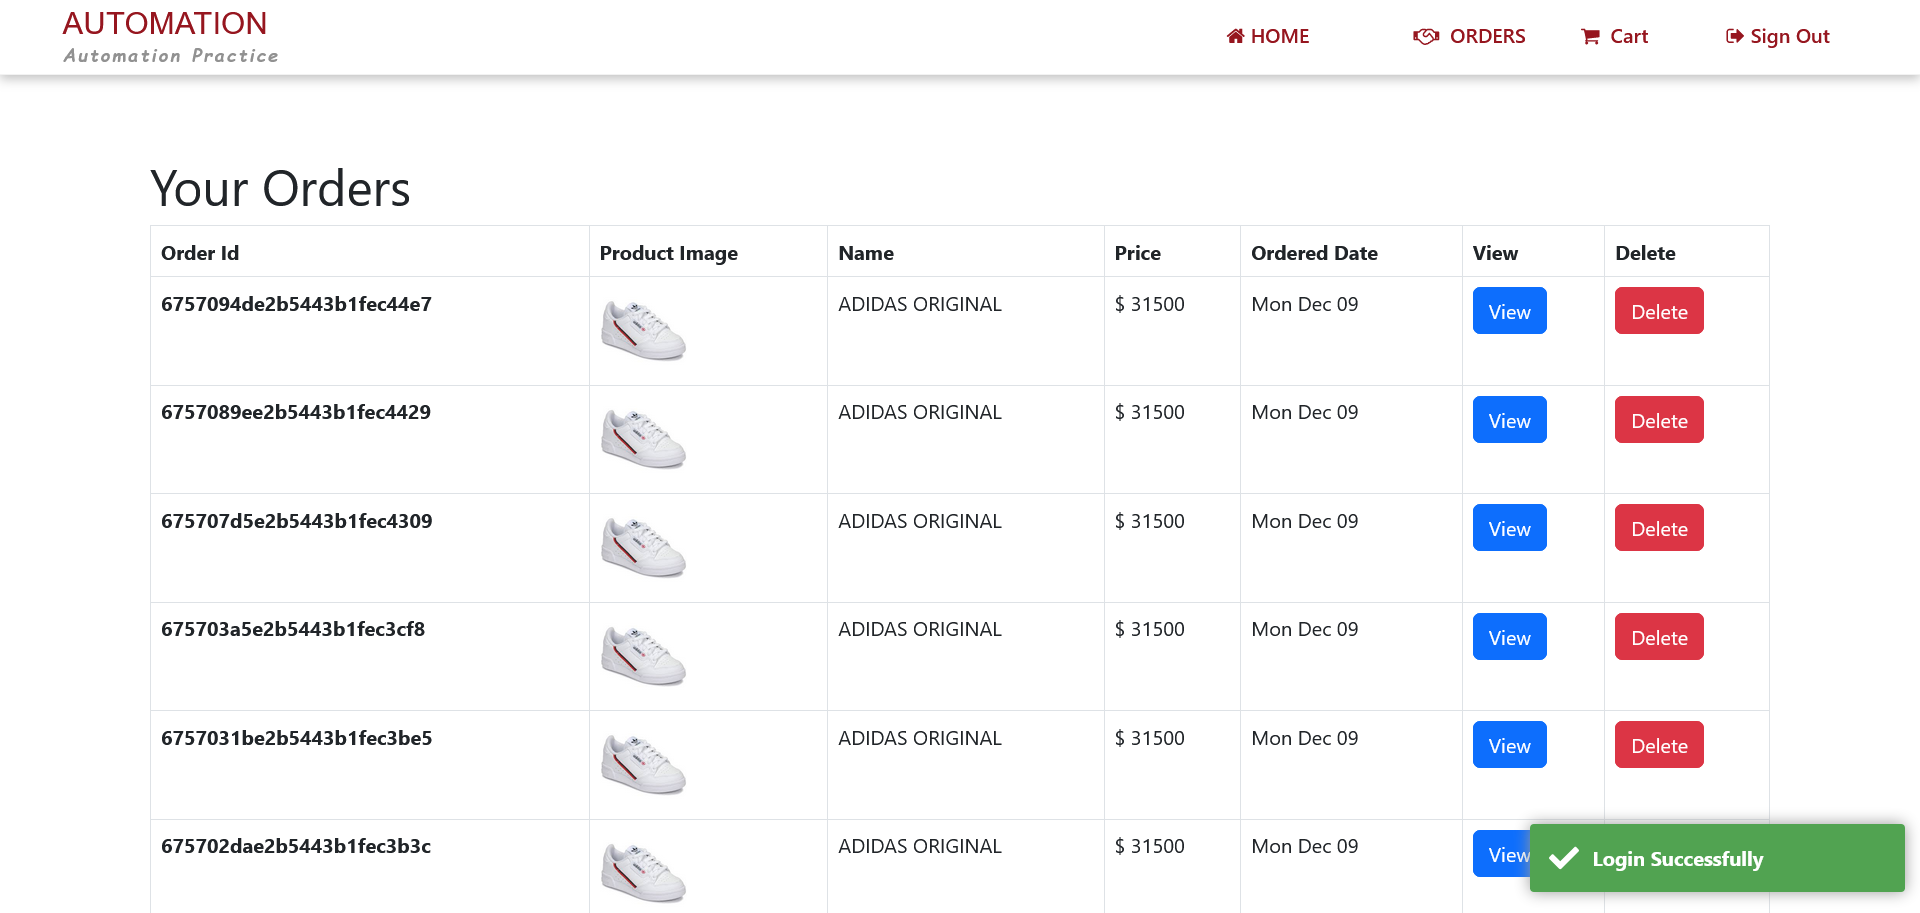 AUTOMATION
Automation Practice
HOME
ORDERS
Cart
Sign Out
Your Orders
Order Id Product Image Name Price Ordered Date View Delete
6757094de2b5443b1fec44e7 ADIDAS ORIGINAL $ 31500 Mon Dec 09 View Delete
6757089ee2b5443b1fec4429 ADIDAS ORIGINAL $ 31500 Mon Dec 09 View Delete
675707d5e2b5443b1fec4309 ADIDAS ORIGINAL $ 31500 Mon Dec 09 View Delete
675703a5e2b5443b1fec3cf8 ADIDAS ORIGINAL $ 31500 Mon Dec 09 View Delete
6757031be2b5443b1fec3be5 ADIDAS ORIGINAL $ 31500 Mon Dec 09 View Delete
675702dae2b5443b1fec3b3c ADIDAS ORIGINAL $ 31500 Mon Dec 09 View
Login Successfully